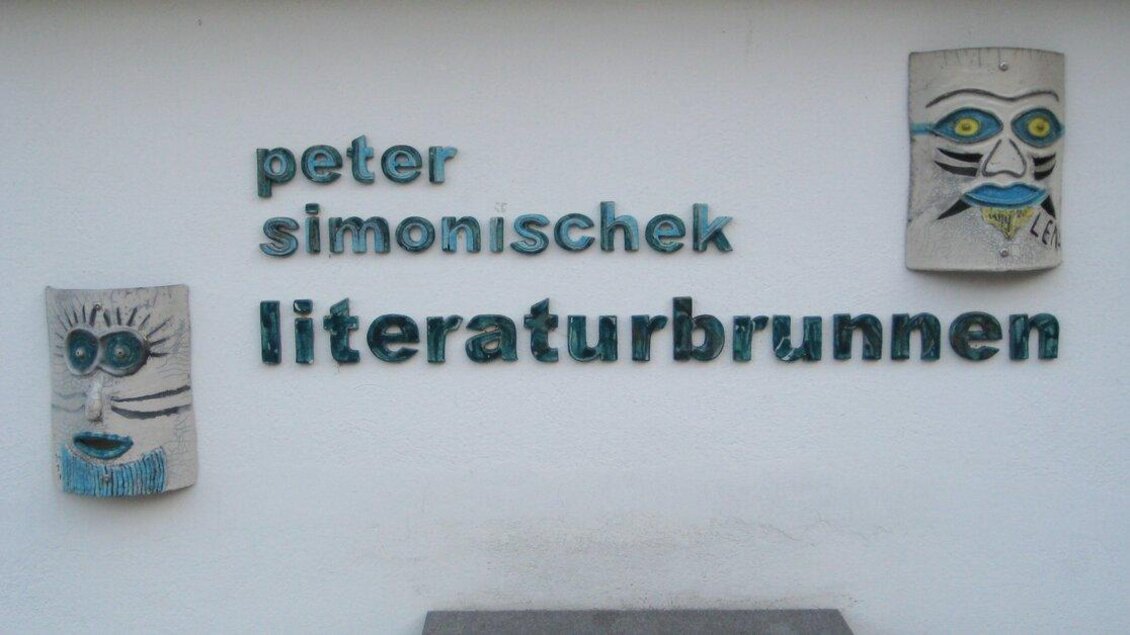 peter
simonischek
literaturbrunnen